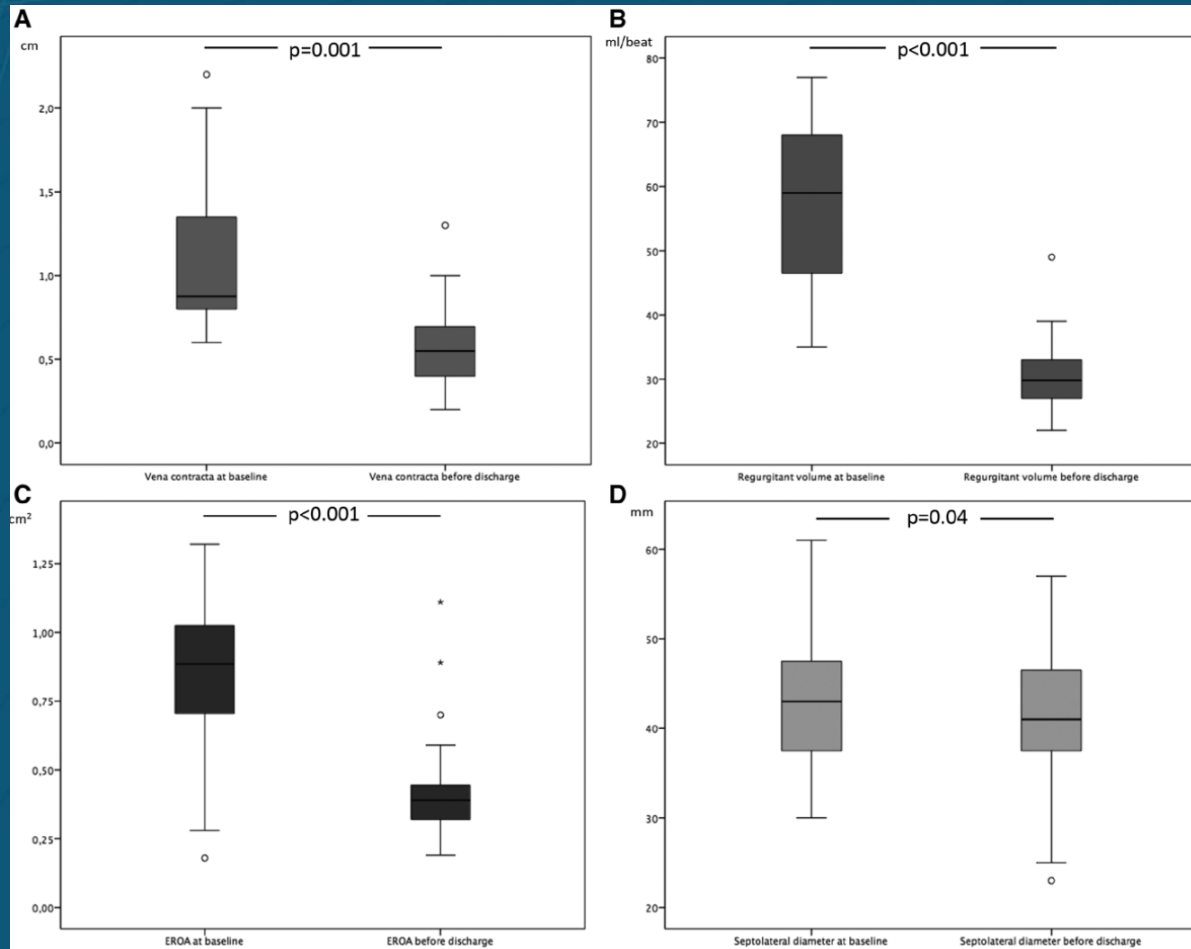 A
cm
p=0.001
2,0
1,5
1,0
0,5
0,0
Vena contracta at baseline
Vena contracta before discharge
B
ml/beat
p<0.001
80
70
60
50
40
30
20
Regurgitant volume at baseline
Regurgitant volume before discharge
C
cm²
p<0.001
1,25
1,00
0,75
0,50
0,25
0,00
EROA at baseline
EROA before discharge
D
mm
p=0.04
60
50
40
30
20
Septolateral diameter at baseline
Septolateral diameter before discharge